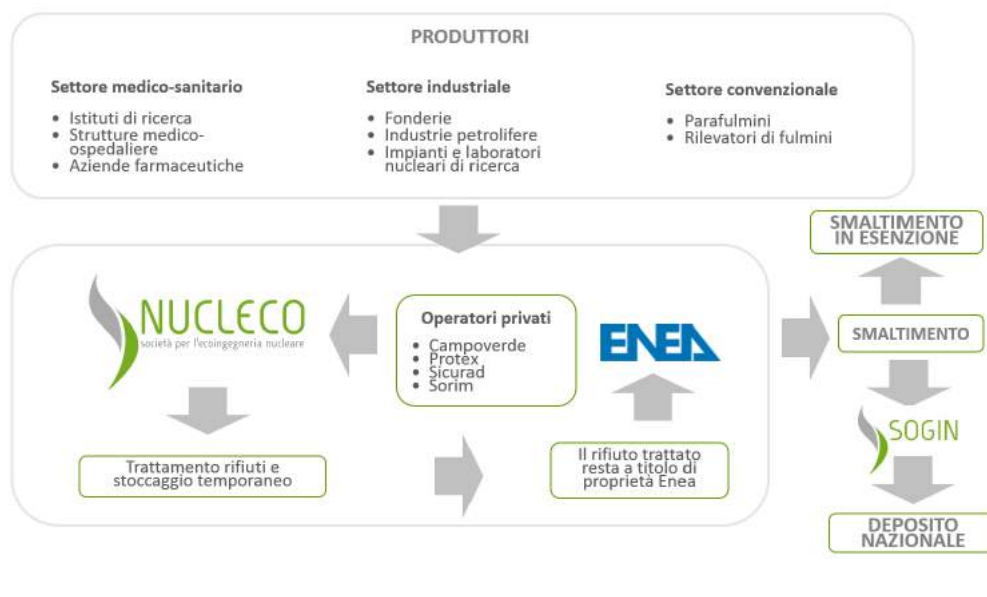 PRODUTTORI
Settore medico-sanitario
• Istituti di ricerca
• Strutture medico-
ospedaliere
• Aziende farmaceutiche
Settore industriale
• Fonderie
• Industrie petrolifere
• Impianti e laboratori
nucleari di ricerca
Settore convenzionale
• Parafulmini
• Rilevatori di fulmini
NUCLECO
società per l'ecoingegneria nucleare
Operatori privati
• Campoverde
• Protex
• Sicurad
• Sorim
ENEA
Trattamento rifiuti e
stoccaggio temporaneo
Il rifiuto trattato
resta a titolo di
proprietà Enea
SMALTIMENTO
IN ESENZIONE
SMALTIMENTO
SOGIN
DEPOSITO
NAZIONALE